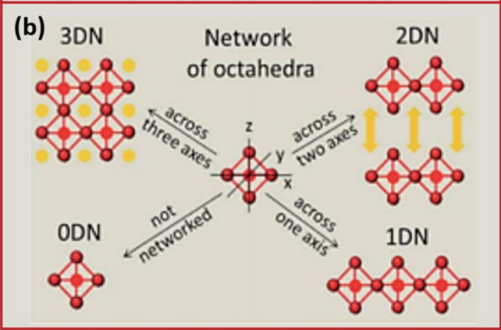 (b)
3DN
Network
of octahedra
2DN
across
three axes
z
y
x
across
two axes
not
networked
across
one axis
0DN
1DN